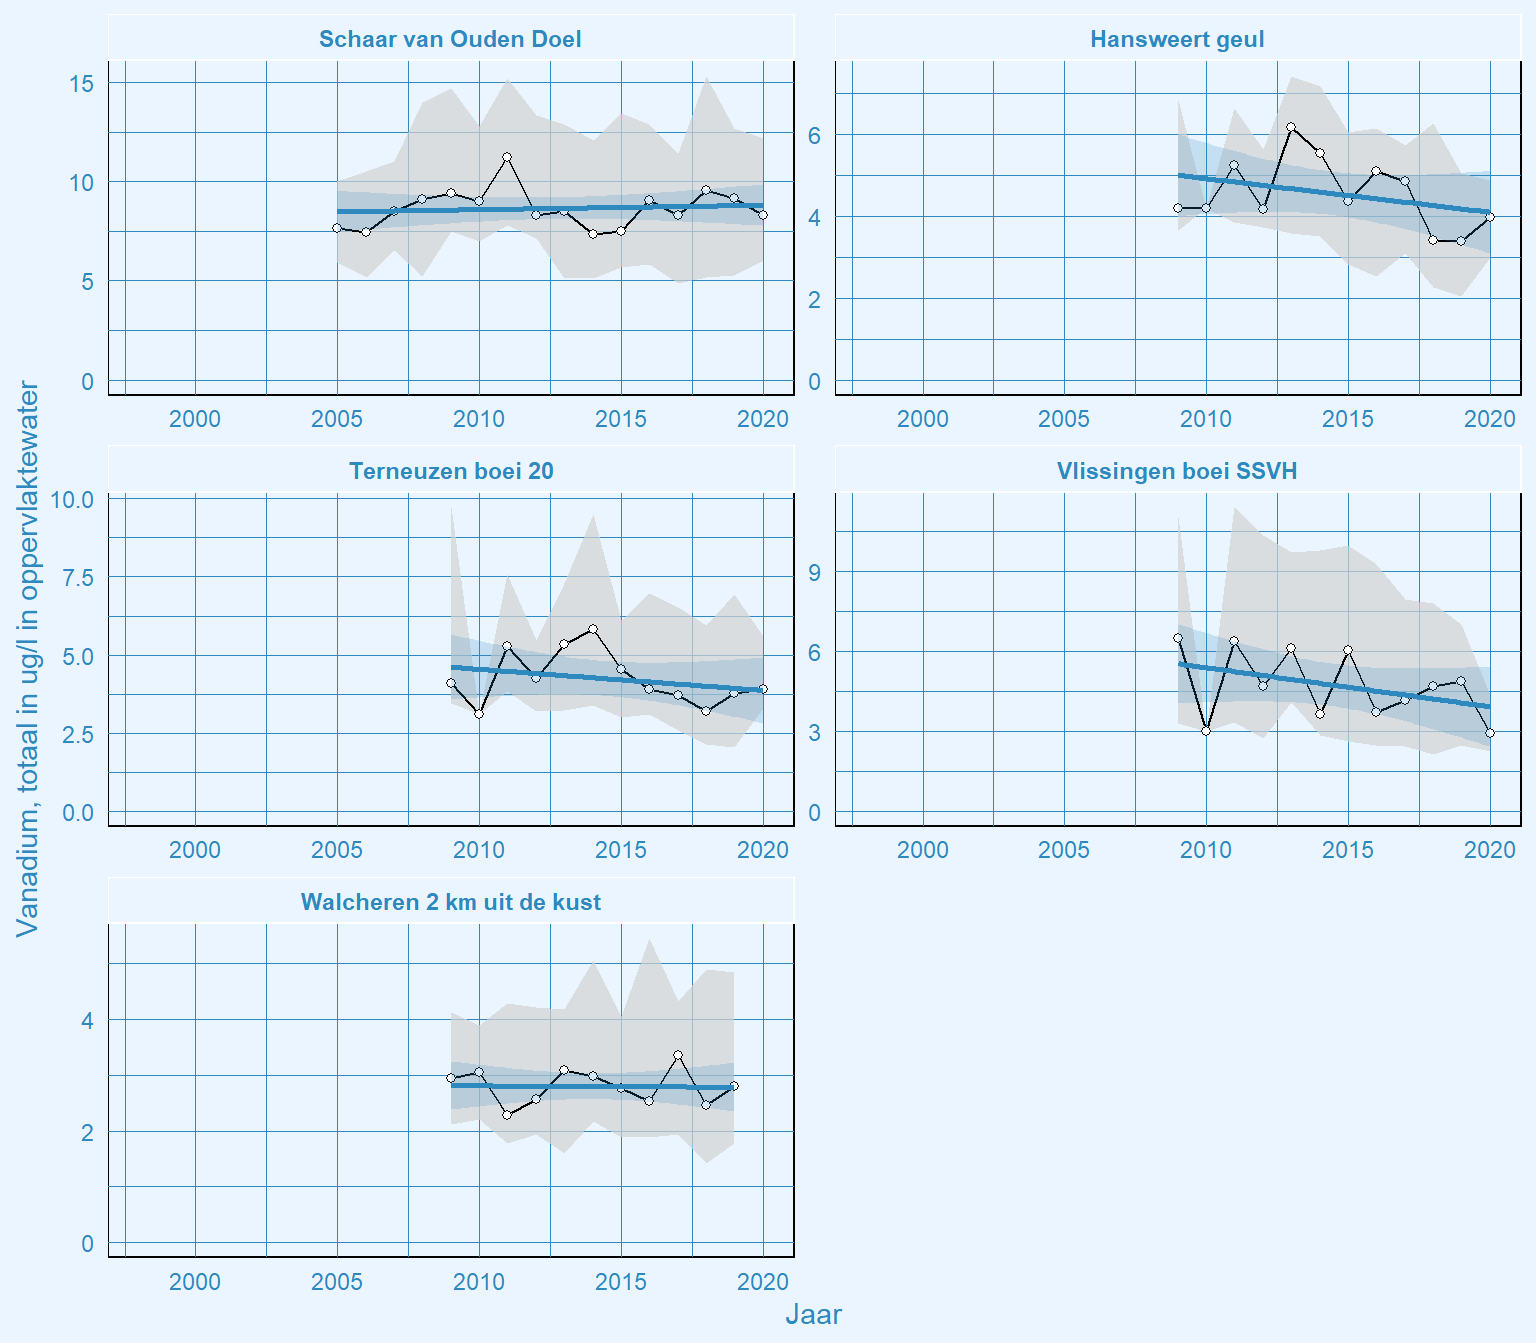 Schaar van Ouden Doel
Hansweert geul
15
10
5
0
6
4
2
0
2000 2005 2010 2015 2020
2000 2005 2010 2015 2020
Vanadium, totaal in ug/l in oppervlaktewater
Terneuzen boei 20
Vlissingen boei SSVH
10.0
7.5
5.0
2.5
0.0
9
6
3
0
2000 2005 2010 2015 2020
2000 2005 2010 2015 2020
Walcheren 2 km uit de kust
4
2
0
2000 2005 2010 2015 2020
Jaar